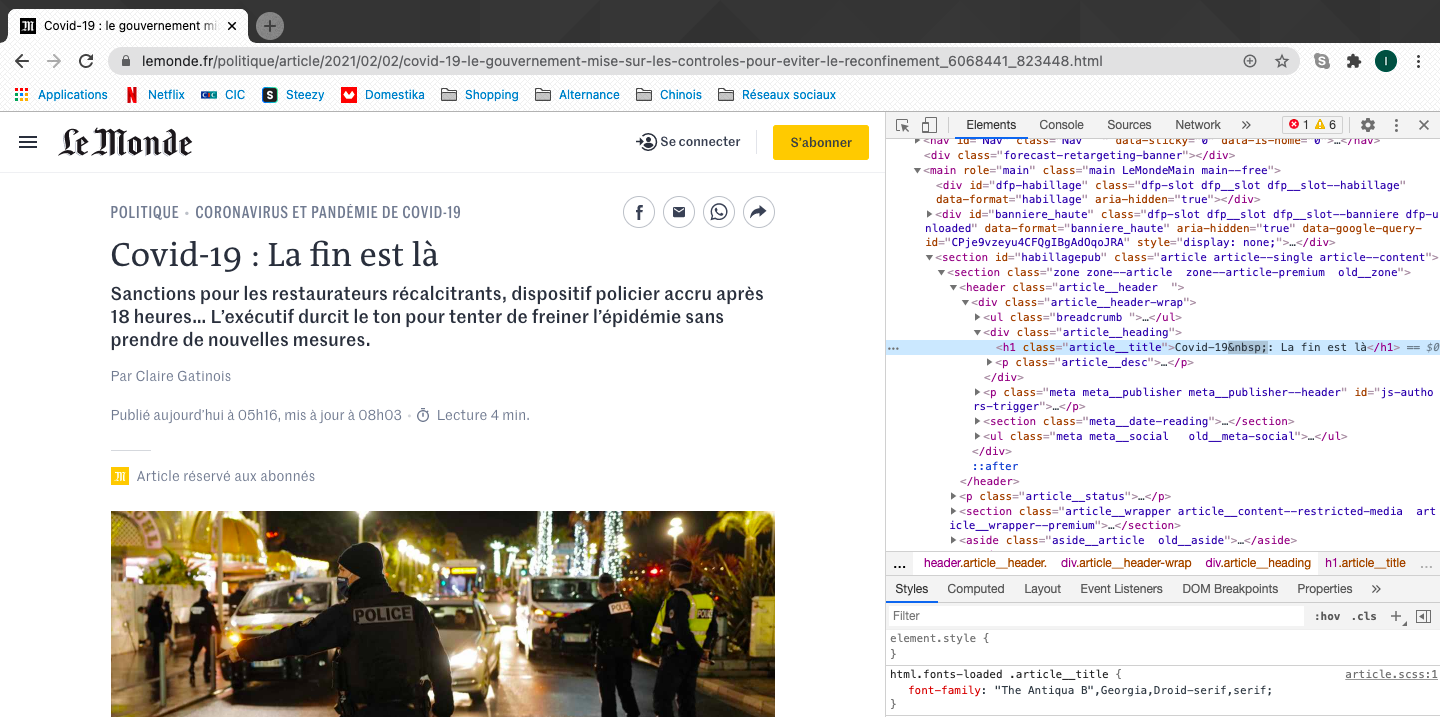 Covid-19 : le gouvernement mi
lemonde.fr/politique/article/2021/02/02/covid-19-le-gouvernement-mise-sur-les-controles-pour-eviter-le-reconfinement_6068441_823448.html
I
Applications Netflix CIC Steezy Domestika Shopping Alternance Chinois Réseaux sociaux
Le Monde
Se connecter
S'abonner
POLITIQUE • CORONAVIRUS ET PANDÉMIE DE COVID-19
Covid-19 : La fin est là
Sanctions pour les restaurateurs récalcitrants, dispositif policier accru après
18 heures… L’exécutif durcit le ton pour tenter de freiner l’épidémie sans
prendre de nouvelles mesures.
Par Claire Gatinois
Publié aujourd’hui à 05h16, mis à jour à 08h03 • Lecture 4 min.
Article réservé aux abonnés
POLICE
POLICE
Elements Console Sources Network » 1 6
<nav id="Nav" class="Nav " data-sticky="0" data-is-home="0">…</nav>
<div class="forecast-retargeting-banner"></div>
<main role="main" class="main LeMondeMain main--free">
<div id="dfp-habillage" class="dfp-slot dfp__slot dfp__slot--habillage"
data-format="habillage" aria-hidden="true"></div>
<div id="banniere_haute" class="dfp-slot dfp__slot dfp__slot--banniere dfp-u
nloaded" data-format="banniere_haute" aria-hidden="true" data-google-query-
id="CPje9vzeyu4CFQgIBgAdOqoJRA" style="display: none;">…</div>
<section id="habillagepub" class="article article--single article--content">
<section class="zone zone--article  zone--article-premium  old__zone">
<header class="article__header  ">
<div class="article__header-wrap">
<ul class="breadcrumb ">…</ul>
<div class="article__heading">
<h1 class="article__title">Covid-19&nbsp;: La fin est là</h1> == $0
<p class="article__desc">…</p>
</div>
<p class="meta meta__publisher meta__publisher--header" id="js-autho
rs-trigger">…</p>
<section class="meta__date-reading">…</section>
<ul class="meta meta__social   old__meta-social">…</ul>
</div>
::after
</header>
<p class="article__status">…</p>
<section class="article__wrapper article__content--restricted-media  art
icle__wrapper--premium">…</section>
<aside class="aside__article  old__aside">…</aside>
... header.article__header. div.article__header-wrap div.article__heading h1.article__title ...
Styles Computed Layout Event Listeners DOM Breakpoints Properties »
Filter :hov .cls +
element.style {
}
html.fonts-loaded .article__title { article.scss:1
font-family: "The Antiqua B",Georgia,Droid-serif,serif;
}